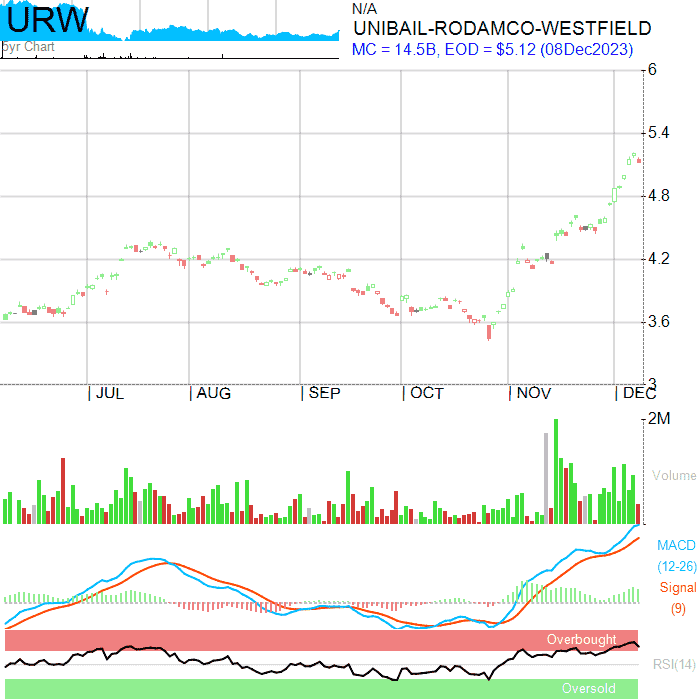 URW
N/A
UNIBAIL-RODAMCO-WESTFIELD
MC = 14.5B, EOD = $5.12 (08Dec2023)
pyr Chart
6
5.4
4.8
4.2
3.6
3
JUL
AUG
SEP
OCT
NOV
DEC
2M
Volume
MACD
(12-26)
Signal
(9)
Overbought
RSI(14)
Oversold